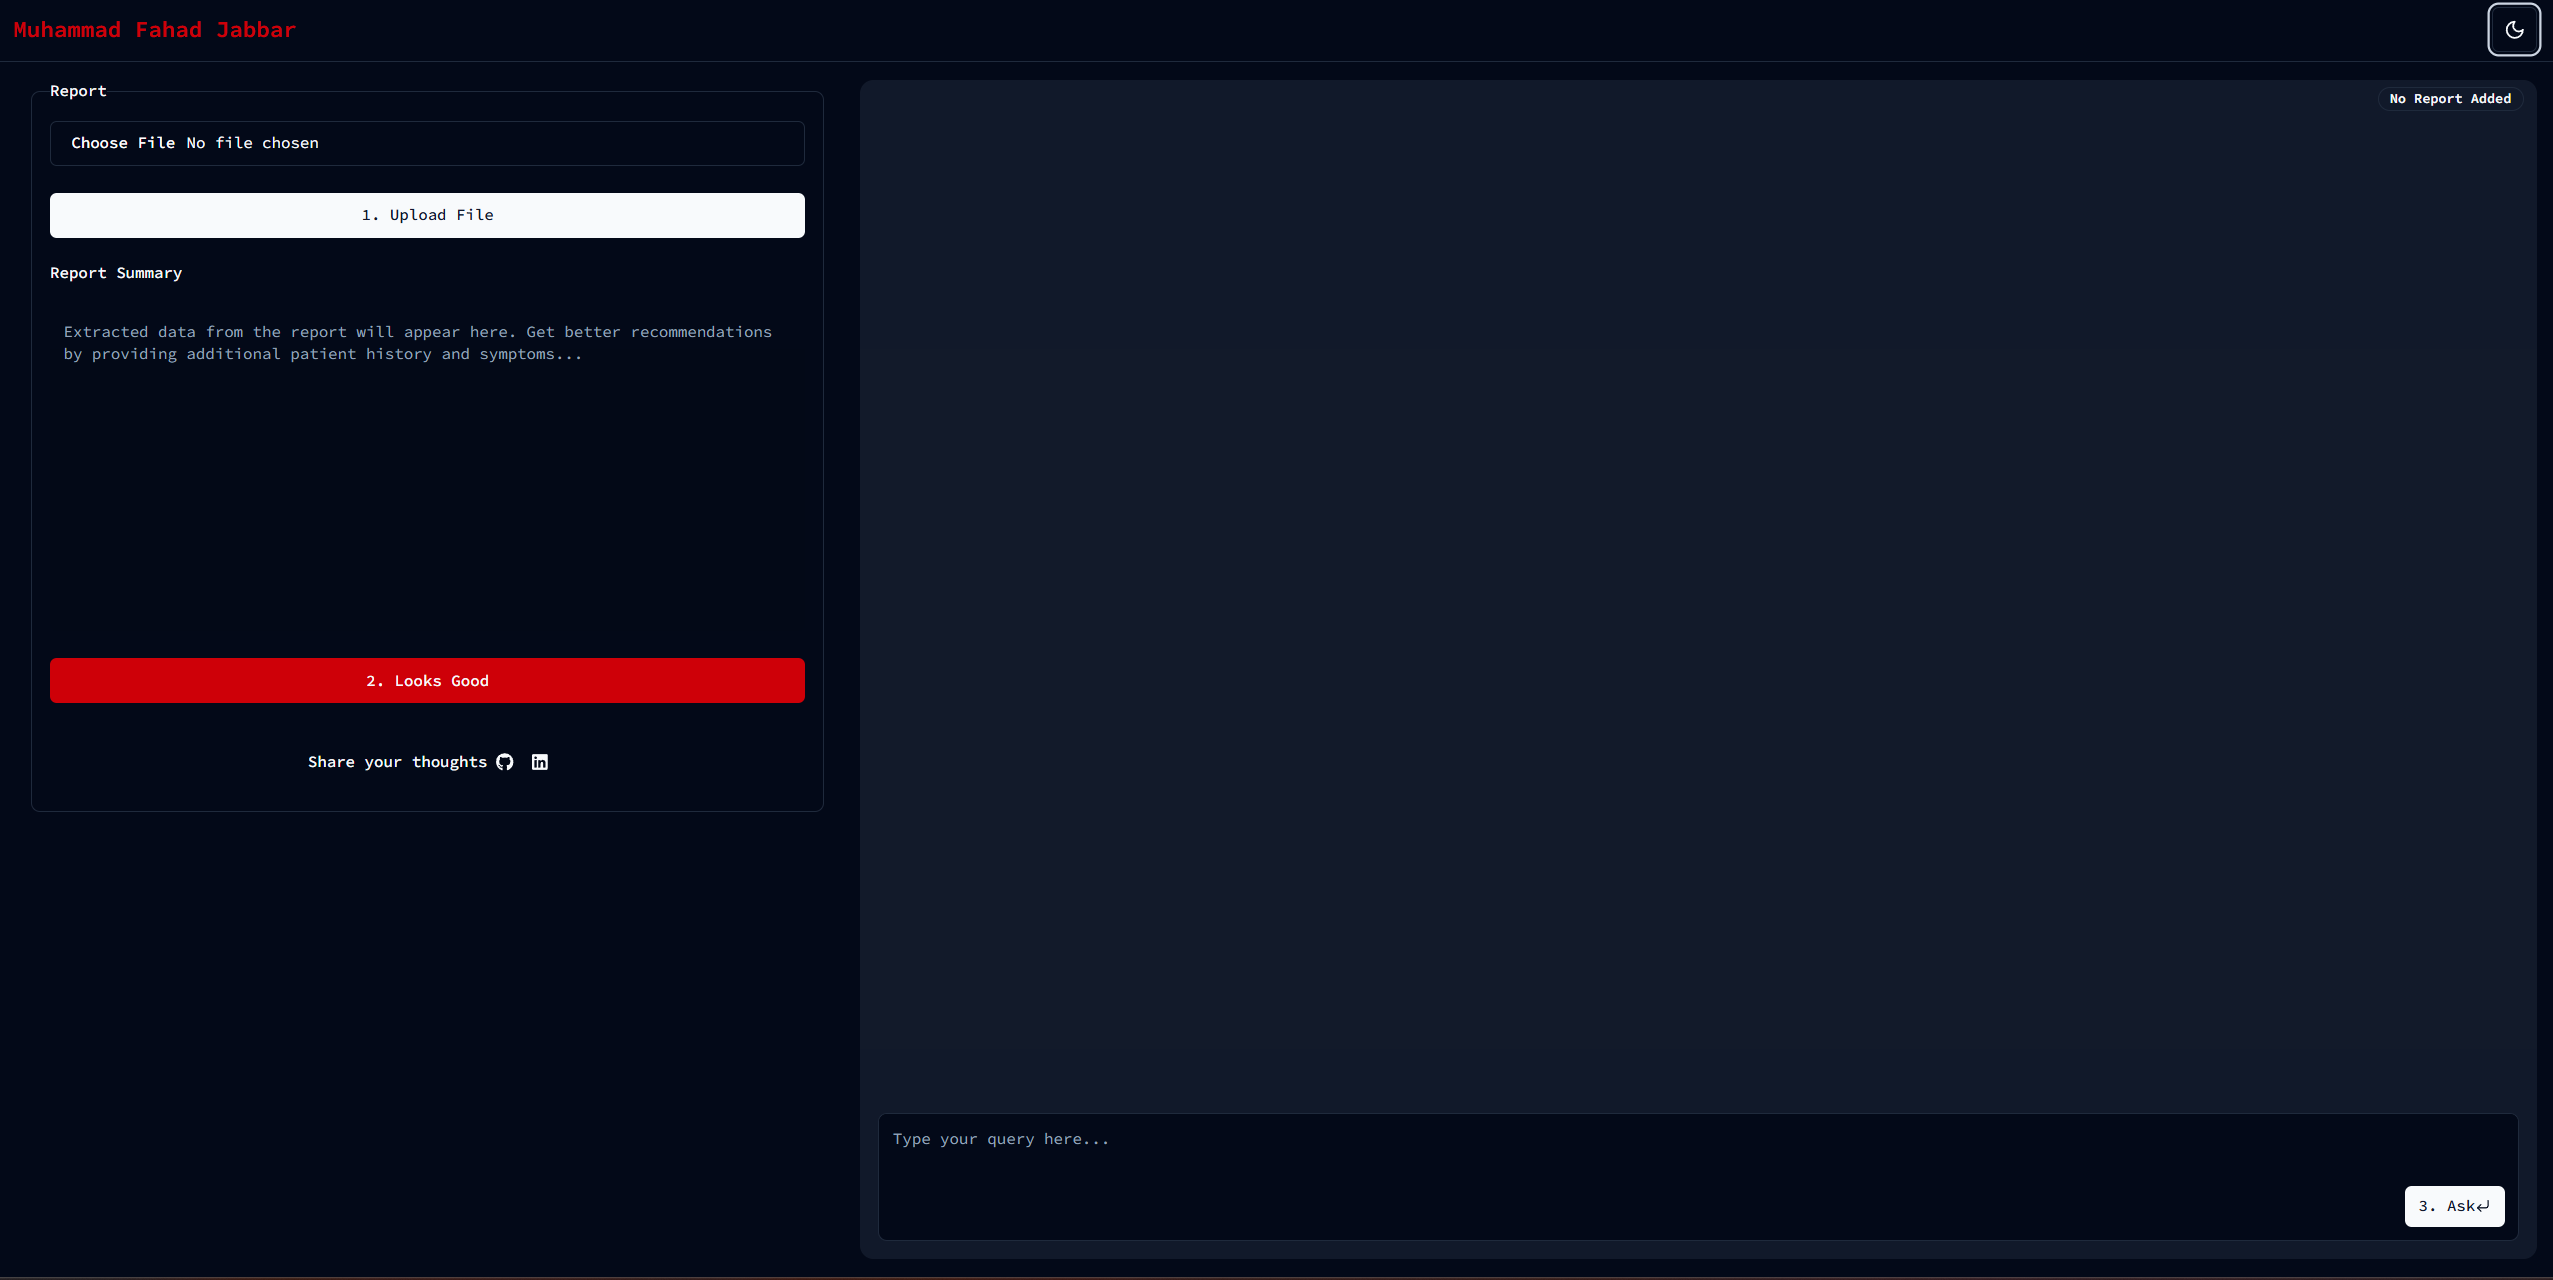 Muhammad Fahad Jabbar
Report
Choose File No file chosen
1. Upload File
Report Summary
Extracted data from the report will appear here. Get better recommendations
by providing additional patient history and symptoms...
2. Looks Good
Share your thoughts
No Report Added
Type your query here...
3. Ask